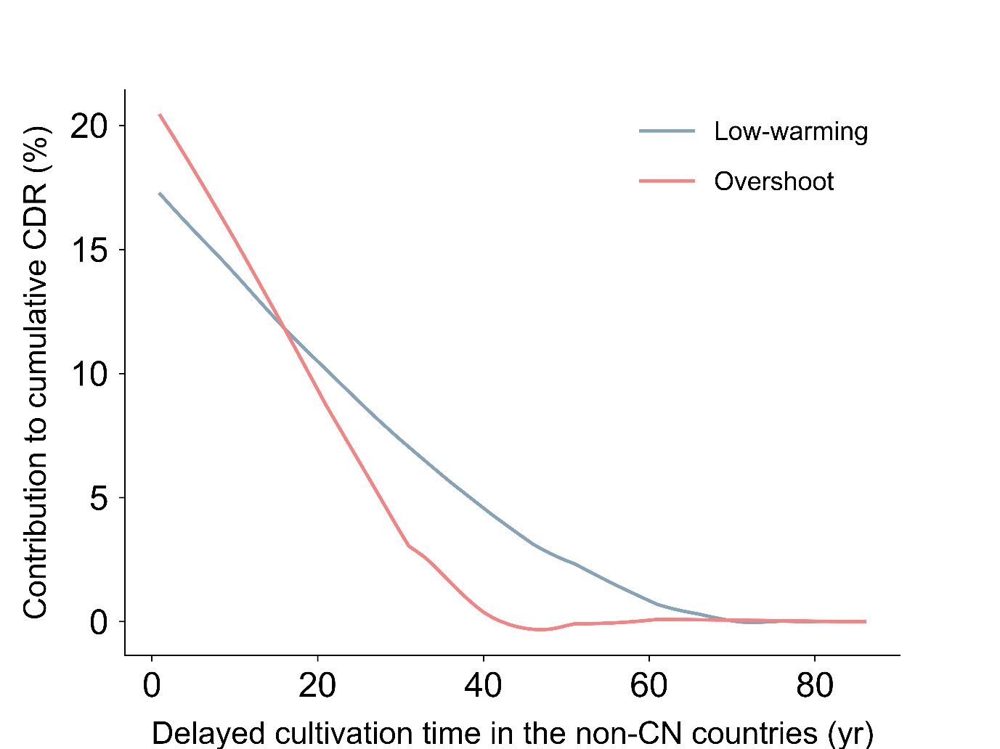 Contribution to cumulative CDR (%)
20
15
10
5
0
Low-warming
Overshoot
0 20 40 60 80
Delayed cultivation time in the non-CN countries (yr)